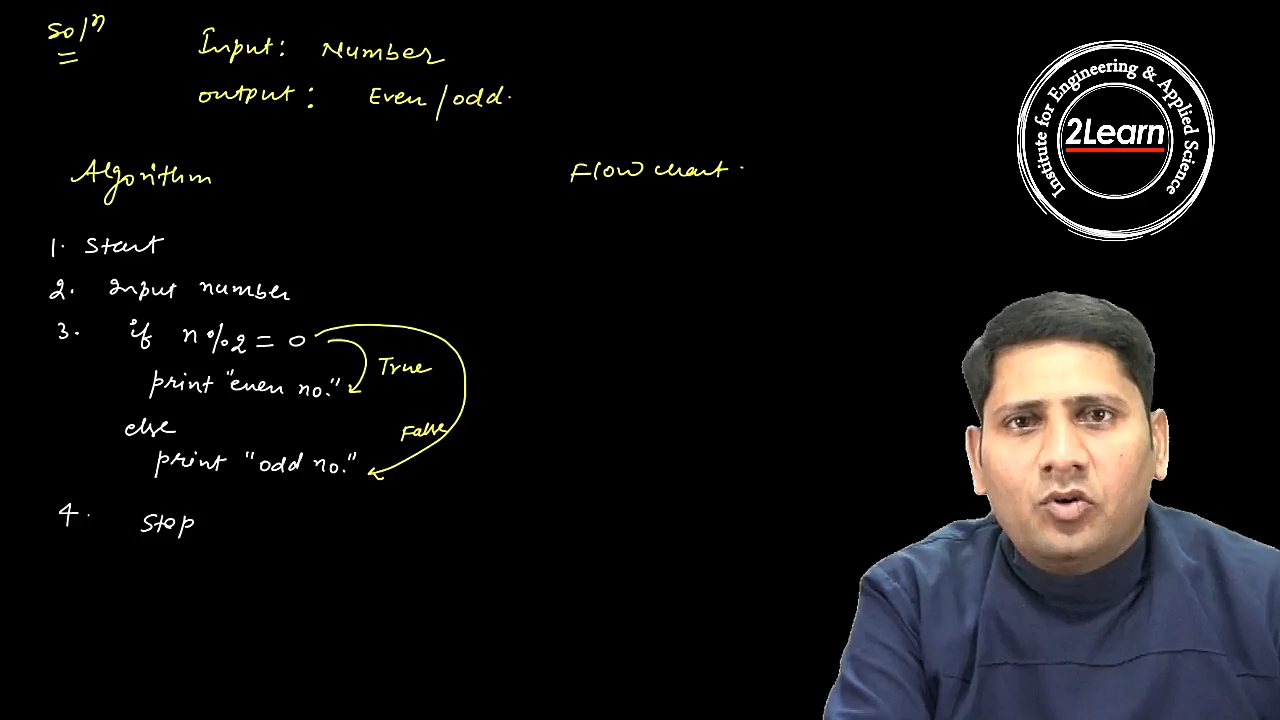 Soln
Input: Number
output: Even/odd.
Algorithm
Flow chart.
1. Start
2. Input number
3. if n%2 = 0
True
print "even no."
else
False
print "odd no."
4. Stop
Institute for Engineering & Applied Science
2Learn